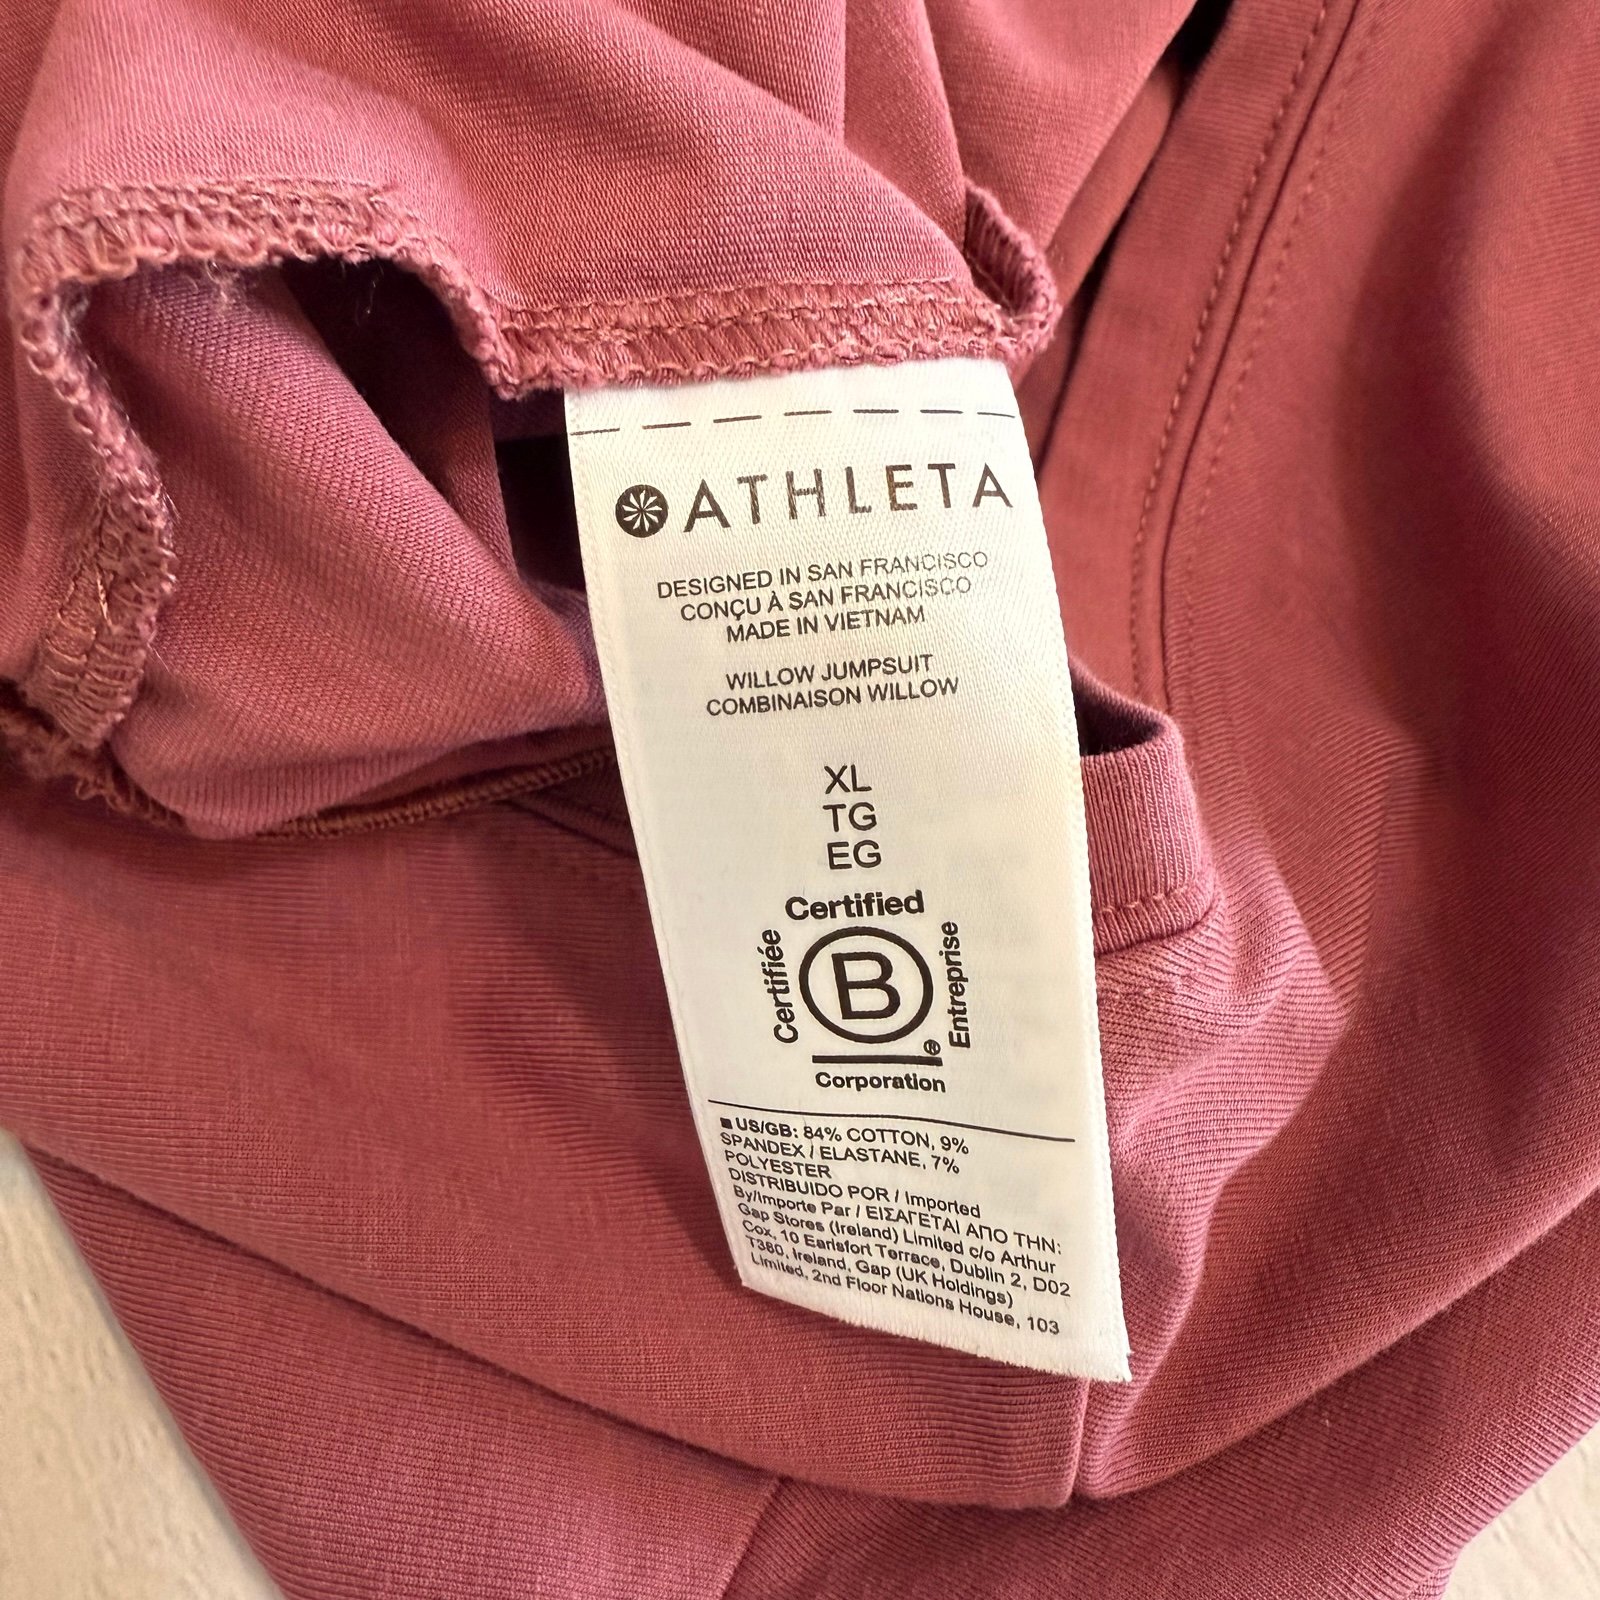 ATHLETA
DESIGNED IN SAN FRANCISCO
CONÇU À SAN FRANCISCO
MADE IN VIETNAM
WILLOW JUMPSUIT
COMBINAISON WILLOW
XL
TG
EG
Certified
Certifiée
B
®
Entreprise
Corporation
US/GB: 84% COTTON, 9%
SPANDEX / ELASTANE, 7%
POLYESTER
DISTRIBUIDO POR / Imported
By/Importe Par / ΕΙΣΑΓΕΤΑΙ ΑΠΟ ΤΗΝ:
Gap Stores (Ireland) Limited c/o Arthur
Cox, 10 Earlsfort Terrace, Dublin 2, D02
T380, Ireland, Gap (UK Holdings)
Limited, 2nd Floor Nations House, 103